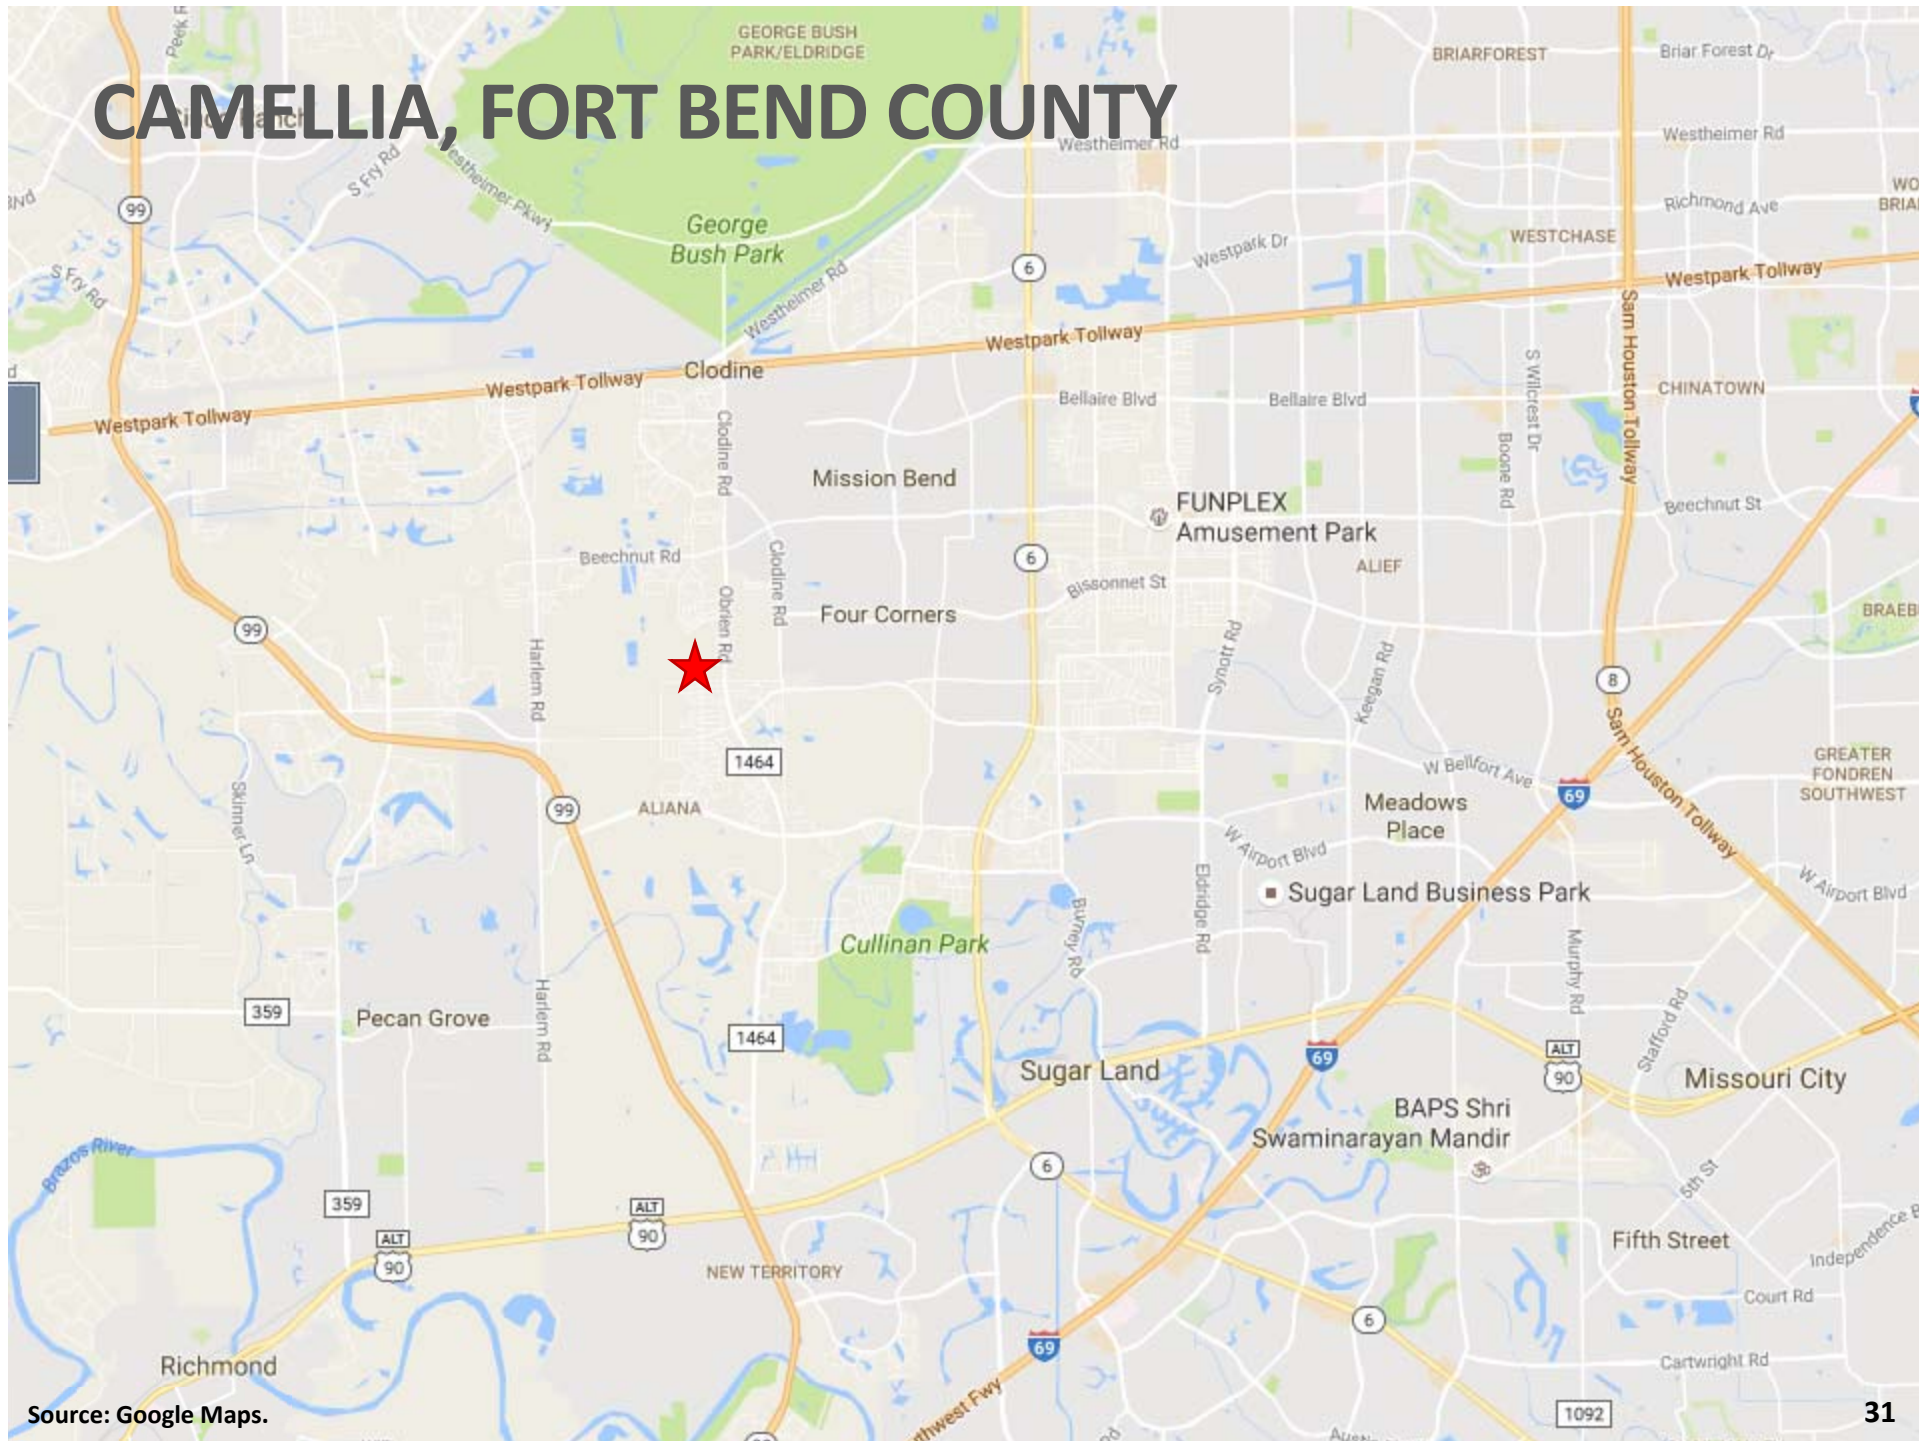 GEORGE BUSH
PARK/ELDRIDGE
BRIARFOREST
Briar Forest Dr
CAMELLIA, FORT BEND COUNTY
Westheimer Rd
Westheimer Rd
S Fry Rd
Westheimer Pkwy
99
Richmond Ave
George
Bush Park
Westpark Dr
WESTCHASE
6
S Fry Rd
Westheimer Rd
Westpark Tollway
Westpark Tollway
Westpark Tollway
Clodine
Westpark Tollway
Sam Houston Tollway
S Wilcrest Dr
CHINATOWN
Bellaire Blvd
Bellaire Blvd
Clodine Rd
Boone Rd
Mission Bend
FUNPLEX
Amusement Park
Beechnut St
Beechnut Rd
Clodine Rd
6
Bissonnet St
ALIEF
Obrien Rd
Four Corners
99
Harlem Rd
Synott Rd
Keegan Rd
8
Sam Houston Tollway
1464
W Bellfort Ave
69
GREATER
FONDREN
SOUTHWEST
Skinner Ln
99
ALIANA
Meadows
Place
W Airport Blvd
Sugar Land Business Park
W Airport Blvd
Eldridge Rd
Burney Rd
Cullinan Park
Murphy Rd
359
Pecan Grove
Harlem Rd
1464
Stafford Rd
69
ALT
90
Sugar Land
Missouri City
BAPS Shri
Swaminarayan Mandir
Brazos River
6
5th St
359
ALT
90
ALT
90
Fifth Street
Independence
NEW TERRITORY
Court Rd
6
69
Richmond
Cartwright Rd
Source: Google Maps.
1092
31